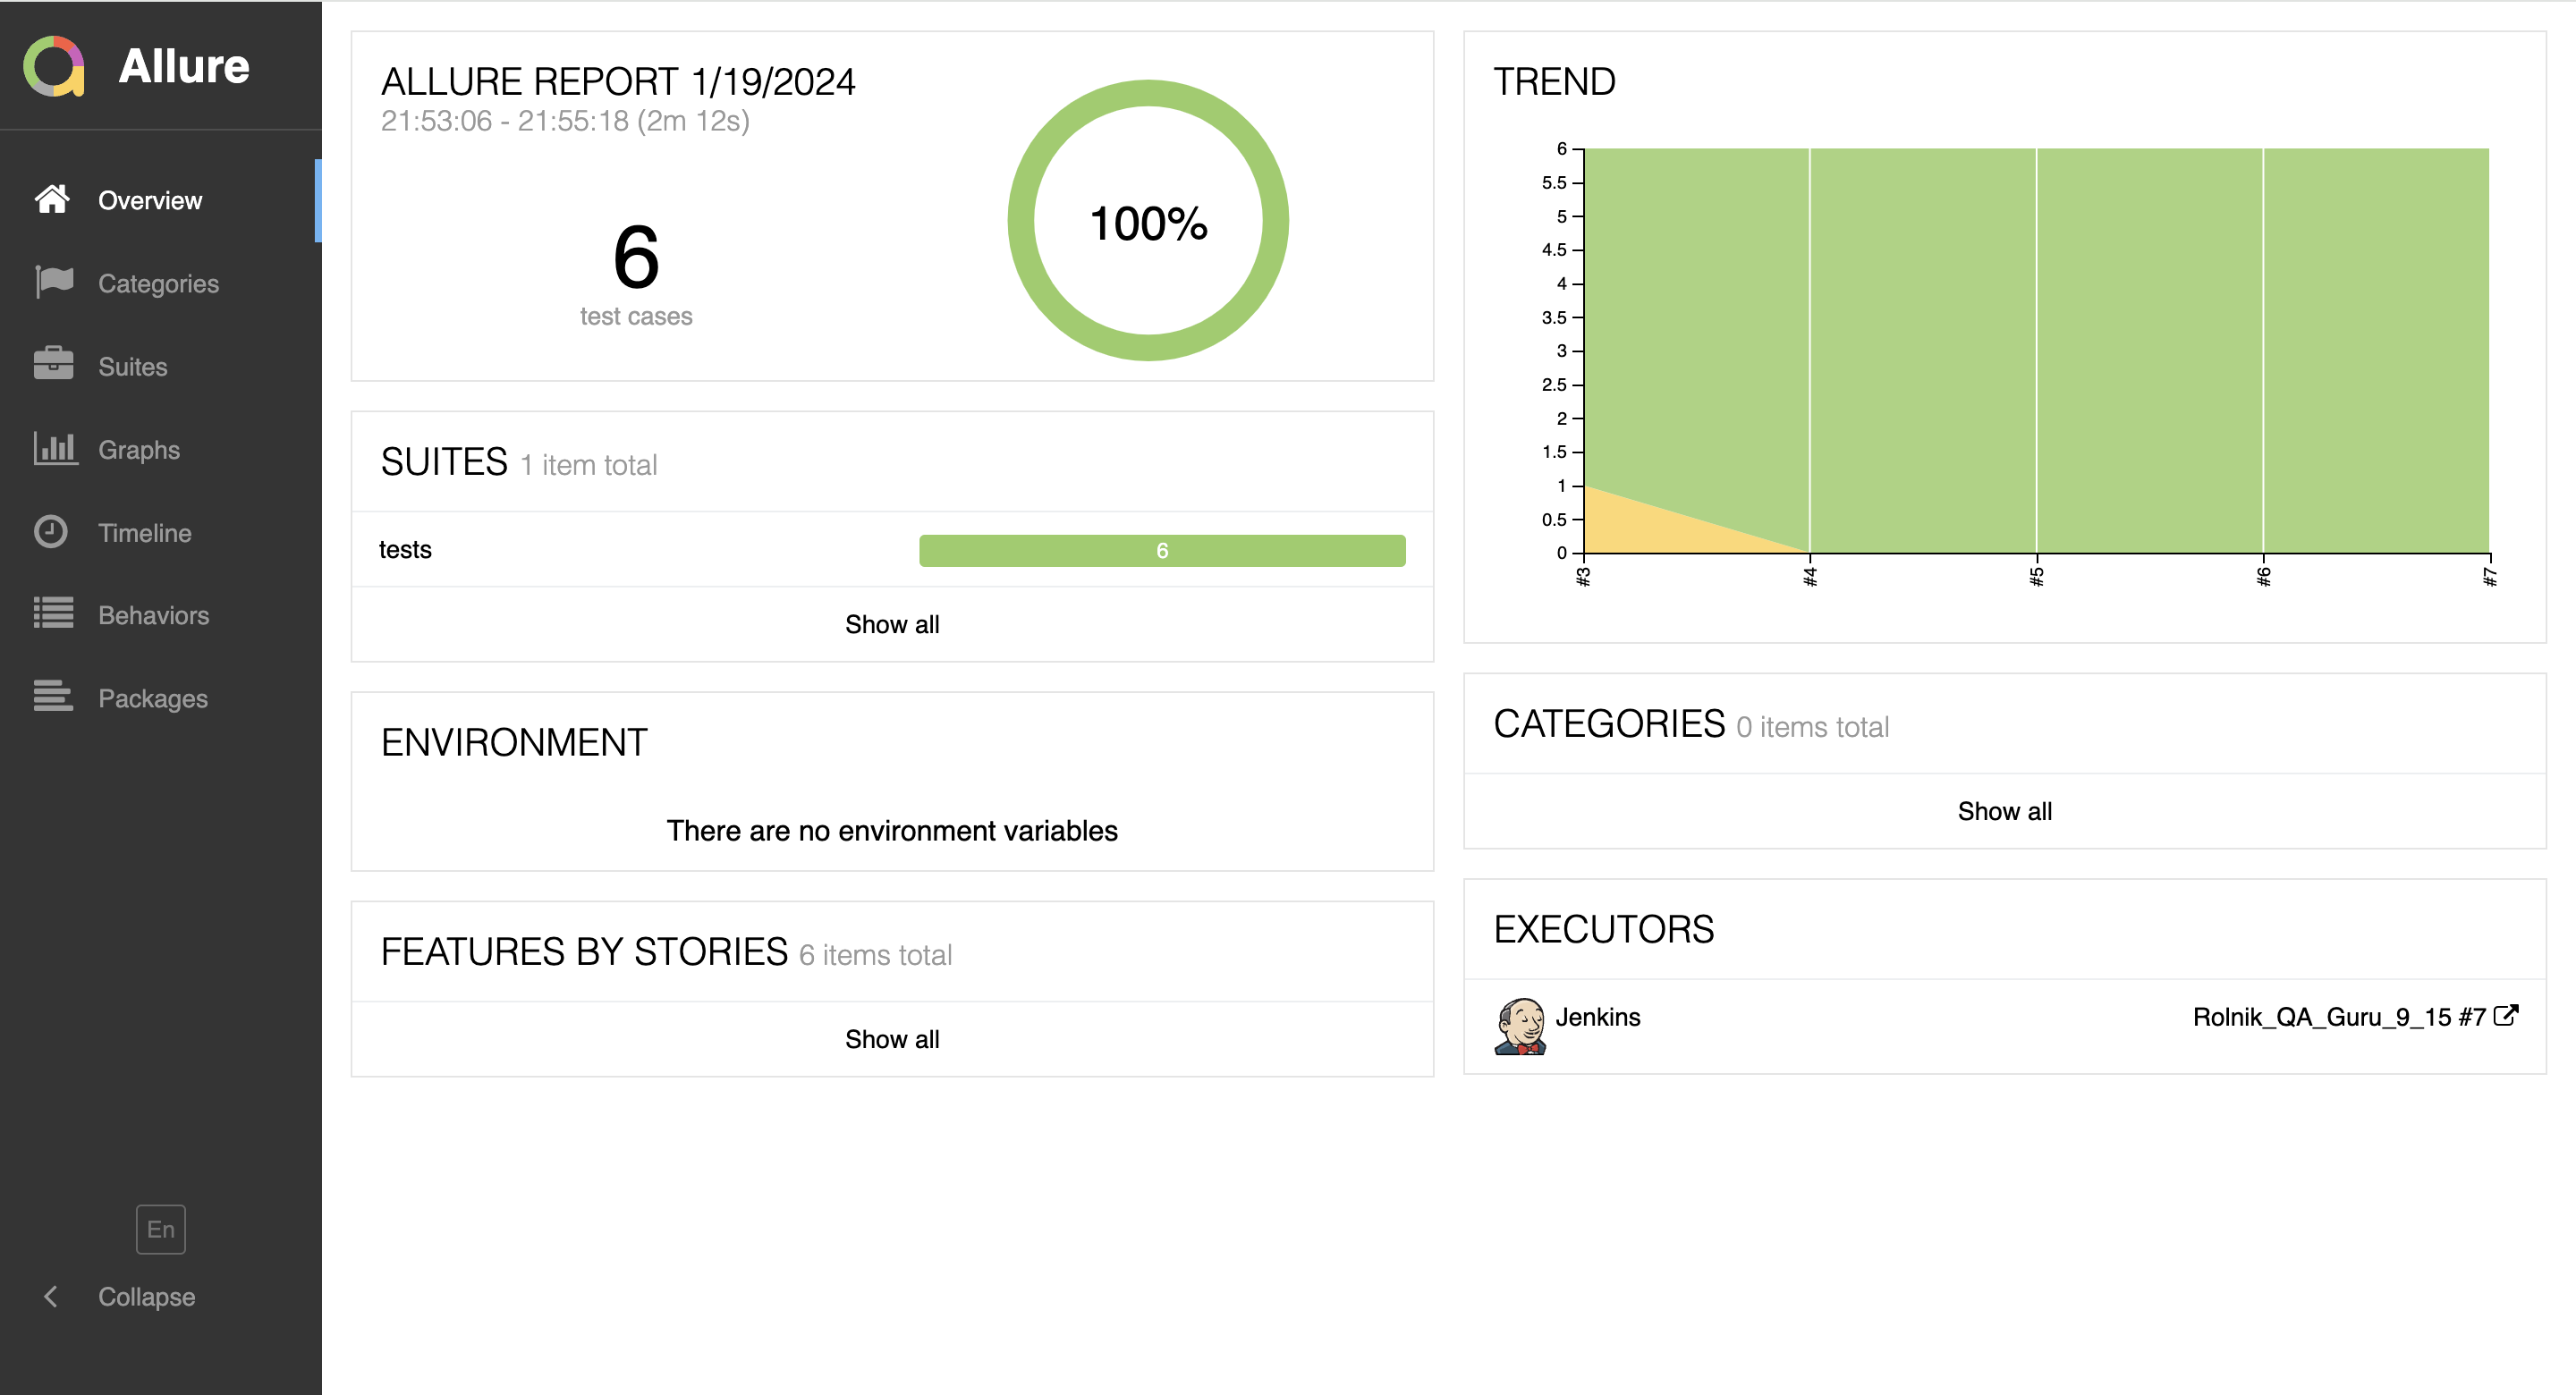 Allure
Overview
Categories
Suites
Graphs
Timeline
Behaviors
Packages
En
Collapse
ALLURE REPORT 1/19/2024
21:53:06 - 21:55:18 (2m 12s)
6
test cases
100%
SUITES 1 item total
tests 6
Show all
ENVIRONMENT
There are no environment variables
FEATURES BY STORIES 6 items total
Show all
TREND
6
5.5
5
4.5
4
3.5
3
2.5
2
1.5
1
0.5
0
#3 #4 #5 #6 #7
CATEGORIES 0 items total
Show all
EXECUTORS
Jenkins Rolnik_QA_Guru_9_15 #7